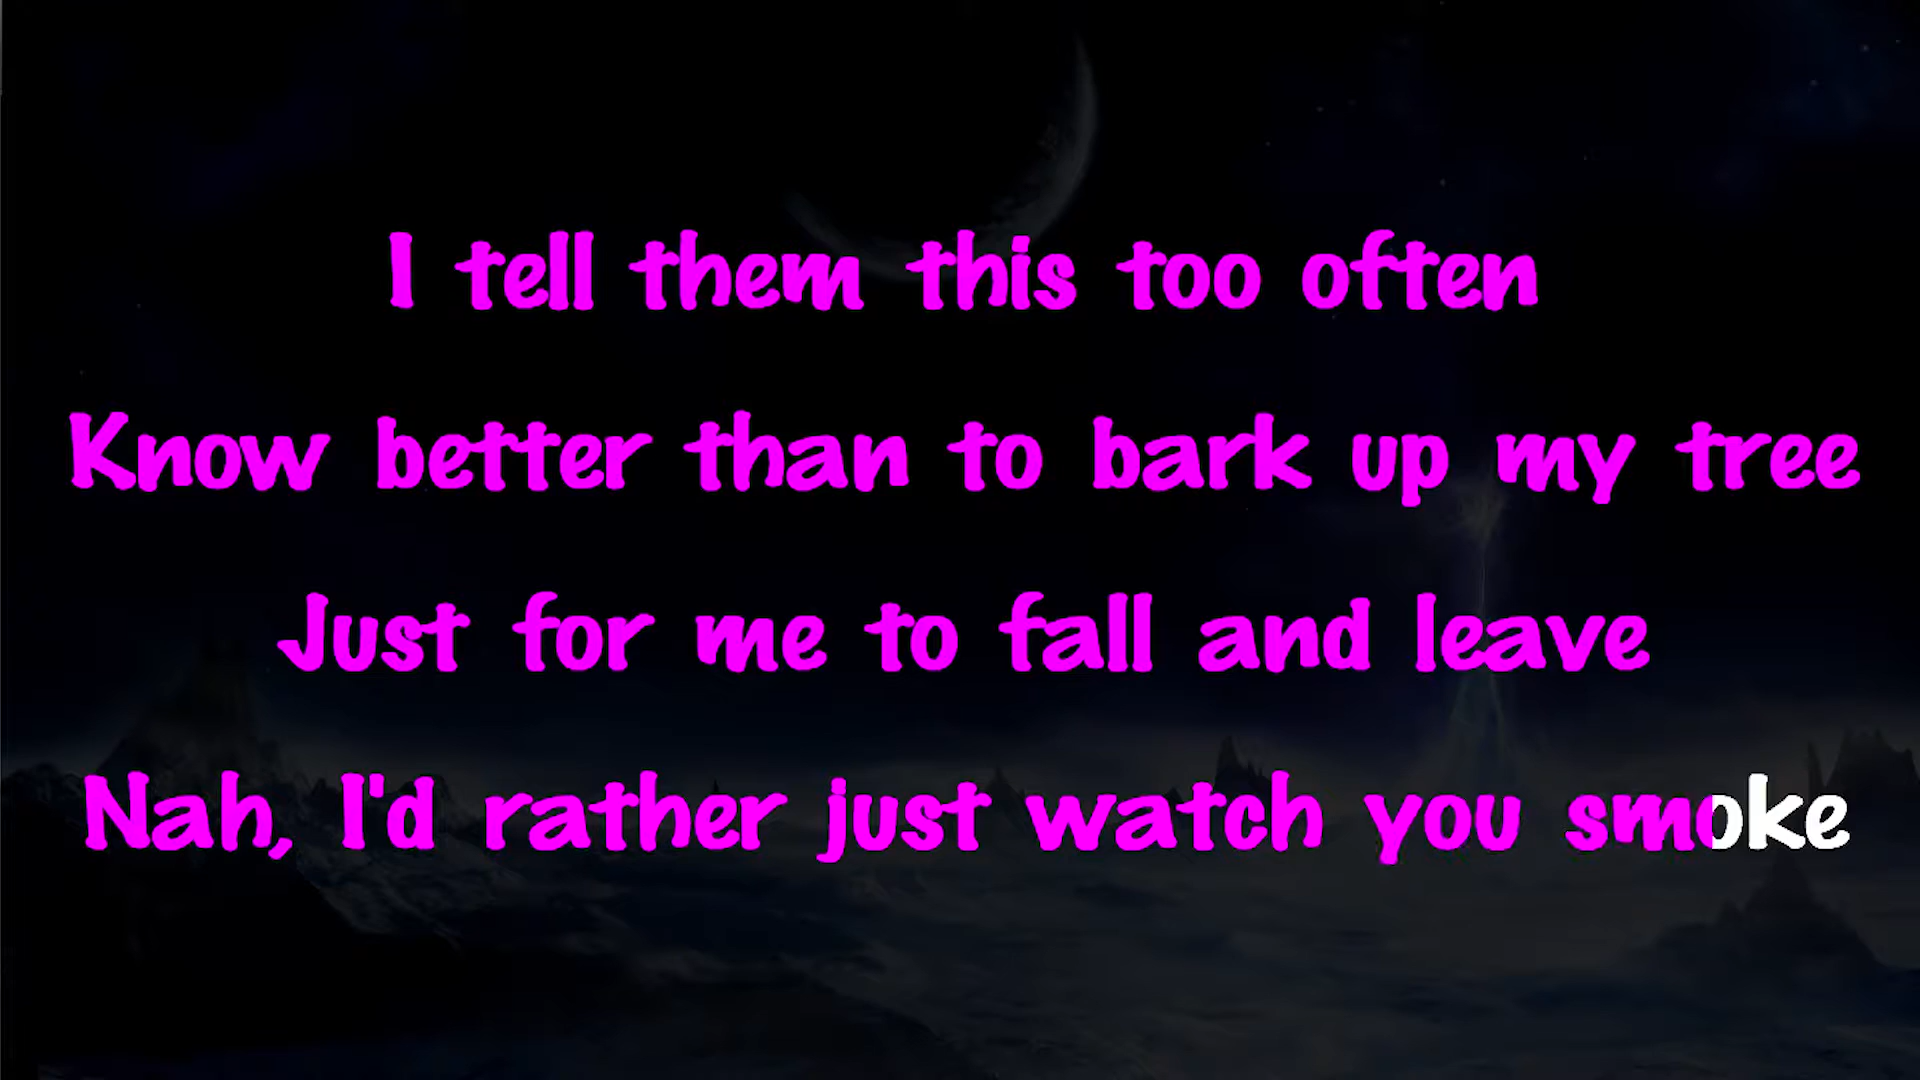 I tell them this too often
Know better than to bark up my tree
Just for me to fall and leave
Nah, I'd rather just watch you smoke